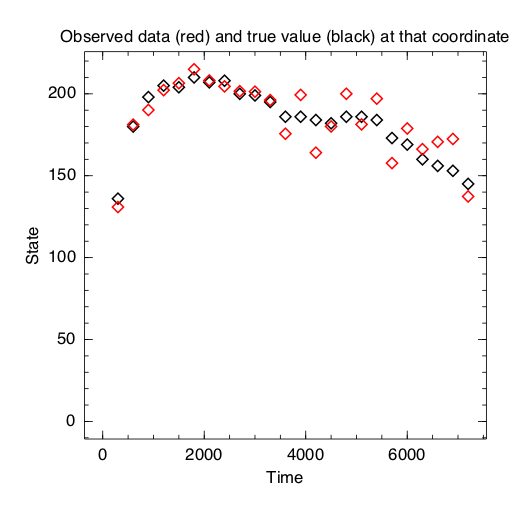 Observed data (red) and true value (black) at that coordinate
200
150
100
50
0
State
0 2000 4000 6000
Time